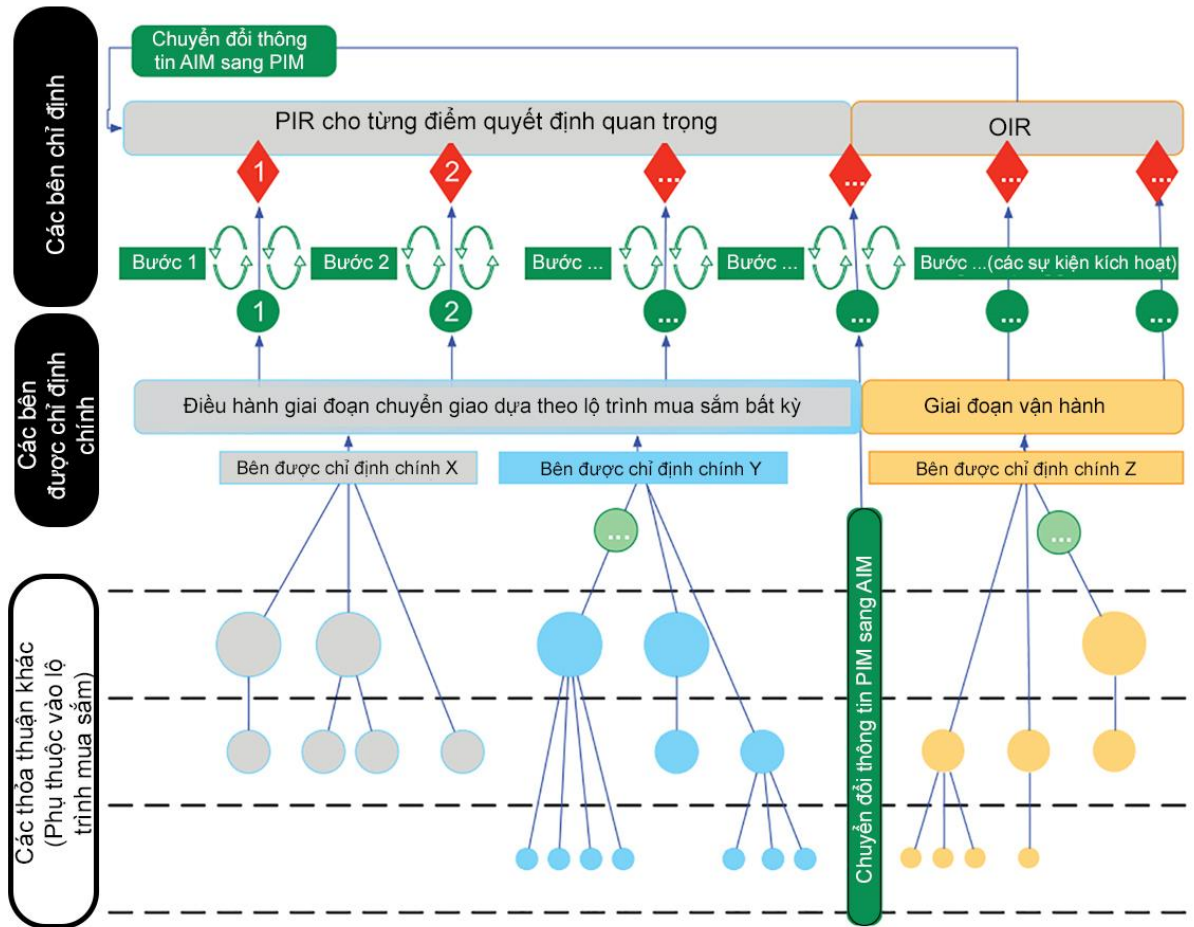 Các bên chỉ định
Chuyển đổi thông
tin AIM sang PIM
PIR cho từng điểm quyết định quan trọng
OIR
1
2
...
...
...
...
Bước 1
Bước 2
Bước ...
Bước ...
Bước ...(các sự kiện kích hoạt)
1
2
...
...
...
...
Các bên
được chỉ định
chính
Điều hành giai đoạn chuyển giao dựa theo lộ trình mua sắm bất kỳ
Giai đoạn vận hành
Bên được chỉ định chính X
Bên được chỉ định chính Y
Bên được chỉ định chính Z
...
...
Chuyển đổi thông tin PIM sang AIM
Các thỏa thuận khác
(Phụ thuộc vào lộ
trình mua sắm)